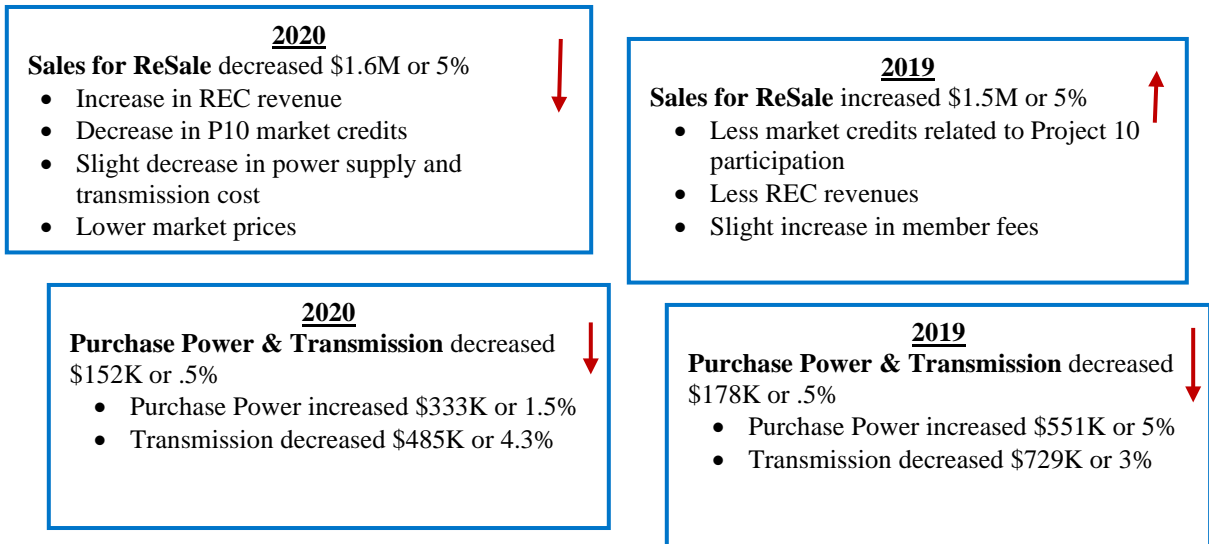 2020
Sales for ReSale decreased $1.6M or 5%
• Increase in REC revenue
• Decrease in P10 market credits
• Slight decrease in power supply and
transmission cost
• Lower market prices
2019
Sales for ReSale increased $1.5M or 5%
• Less market credits related to Project 10
participation
• Less REC revenues
• Slight increase in member fees
2020
Purchase Power & Transmission decreased
$152K or .5%
• Purchase Power increased $333K or 1.5%
• Transmission decreased $485K or 4.3%
2019
Purchase Power & Transmission decreased
$178K or .5%
• Purchase Power increased $551K or 5%
• Transmission decreased $729K or 3%